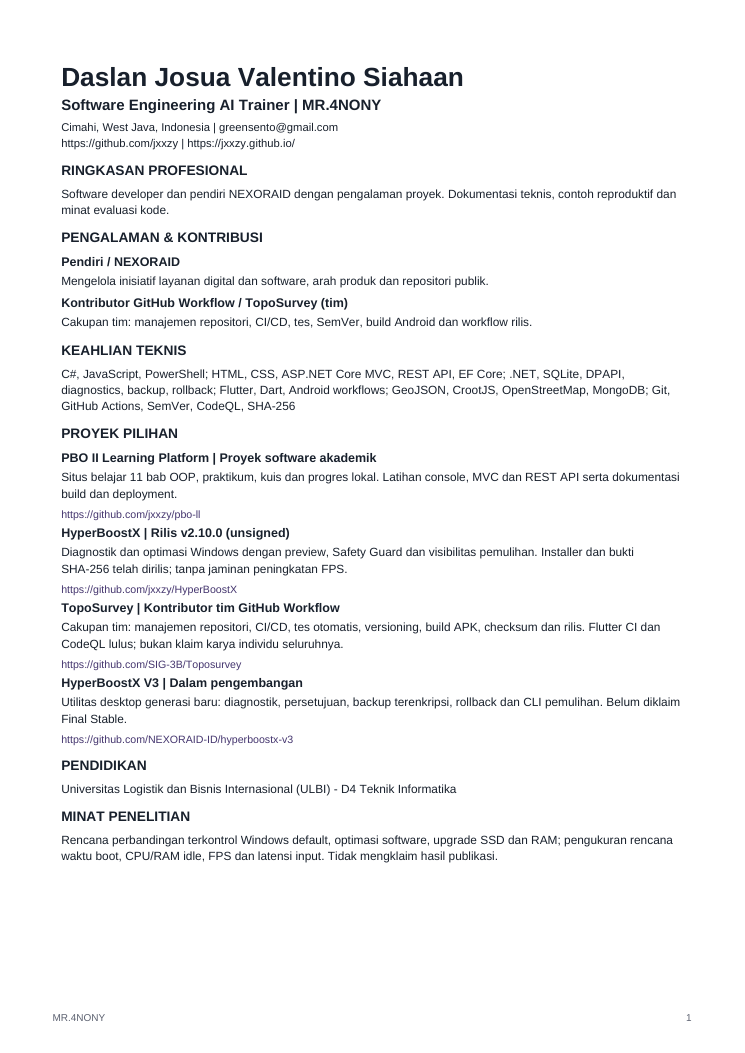 Daslan Josua Valentino Siahaan
Software Engineering AI Trainer | MR.4NONY
Cimahi, West Java, Indonesia | greensento@gmail.com
https://github.com/jxxzy | https://jxxzy.github.io/
RINGKASAN PROFESIONAL
Software developer dan pendiri NEXORAID dengan pengalaman proyek. Dokumentasi teknis, contoh reproduktif dan
minat evaluasi kode.
PENGALAMAN & KONTRIBUSI
Pendiri / NEXORAID
Mengelola inisiatif layanan digital dan software, arah produk dan repositori publik.
Kontributor GitHub Workflow / TopoSurvey (tim)
Cakupan tim: manajemen repositori, CI/CD, tes, SemVer, build Android dan workflow rilis.
KEAHLIAN TEKNIS
C#, JavaScript, PowerShell; HTML, CSS, ASP.NET Core MVC, REST API, EF Core; .NET, SQLite, DPAPI,
diagnostics, backup, rollback; Flutter, Dart, Android workflows; GeoJSON, CrootJS, OpenStreetMap, MongoDB; Git,
GitHub Actions, SemVer, CodeQL, SHA-256
PROYEK PILIHAN
PBO II Learning Platform | Proyek software akademik
Situs belajar 11 bab OOP, praktikum, kuis dan progres lokal. Latihan console, MVC dan REST API serta dokumentasi
build dan deployment.
https://github.com/jxxzy/pbo-ll
HyperBoostX | Rilis v2.10.0 (unsigned)
Diagnostik dan optimasi Windows dengan preview, Safety Guard dan visibilitas pemulihan. Installer dan bukti
SHA-256 telah dirilis; tanpa jaminan peningkatan FPS.
https://github.com/jxxzy/HyperBoostX
TopoSurvey | Kontributor tim GitHub Workflow
Cakupan tim: manajemen repositori, CI/CD, tes otomatis, versioning, build APK, checksum dan rilis. Flutter CI dan
CodeQL lulus; bukan klaim karya individu seluruhnya.
https://github.com/SIG-3B/Toposurvey
HyperBoostX V3 | Dalam pengembangan
Utilitas desktop generasi baru: diagnostik, persetujuan, backup terenkripsi, rollback dan CLI pemulihan. Belum diklaim
Final Stable.
https://github.com/NEXORAID-ID/hyperboostx-v3
PENDIDIKAN
Universitas Logistik dan Bisnis Internasional (ULBI) - D4 Teknik Informatika
MINAT PENELITIAN
Rencana perbandingan terkontrol Windows default, optimasi software, upgrade SSD dan RAM; pengukuran rencana
waktu boot, CPU/RAM idle, FPS dan latensi input. Tidak mengklaim hasil publikasi.
MR.4NONY
1